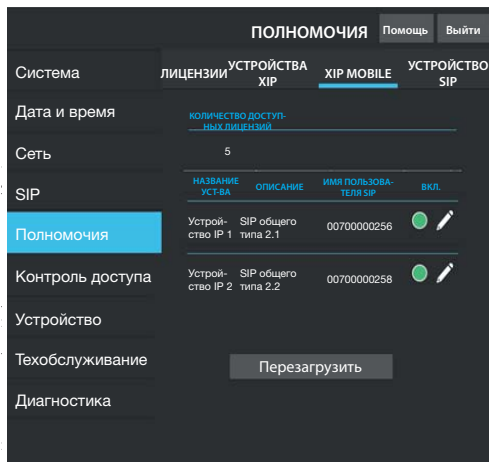 ПОЛНОМОЧИЯ
Помощь
Выйти
Система
Дата и время
Сеть
SIP
Полномочия
Контроль доступа
Устройство
Техобслуживание
Диагностика
ЛИЦЕНЗИИ
УСТРОЙСТВА
XIP
XIP MOBILE
УСТРОЙСТВО
SIP
КОЛИЧЕСТВО ДОСТУП-
НЫХ ЛИЦЕНЗИЙ
5
НАЗВАНИЕ
УСТ-ВА
ОПИСАНИЕ
ИМЯ ПОЛЬЗОВА-
ТЕЛЯ SIP
ВКЛ.
Устрой-
ство IP 1
SIP общего
типа 2.1
00700000256
Устрой-
ство IP 2
SIP общего
типа 2.2
00700000258
Перезагрузить